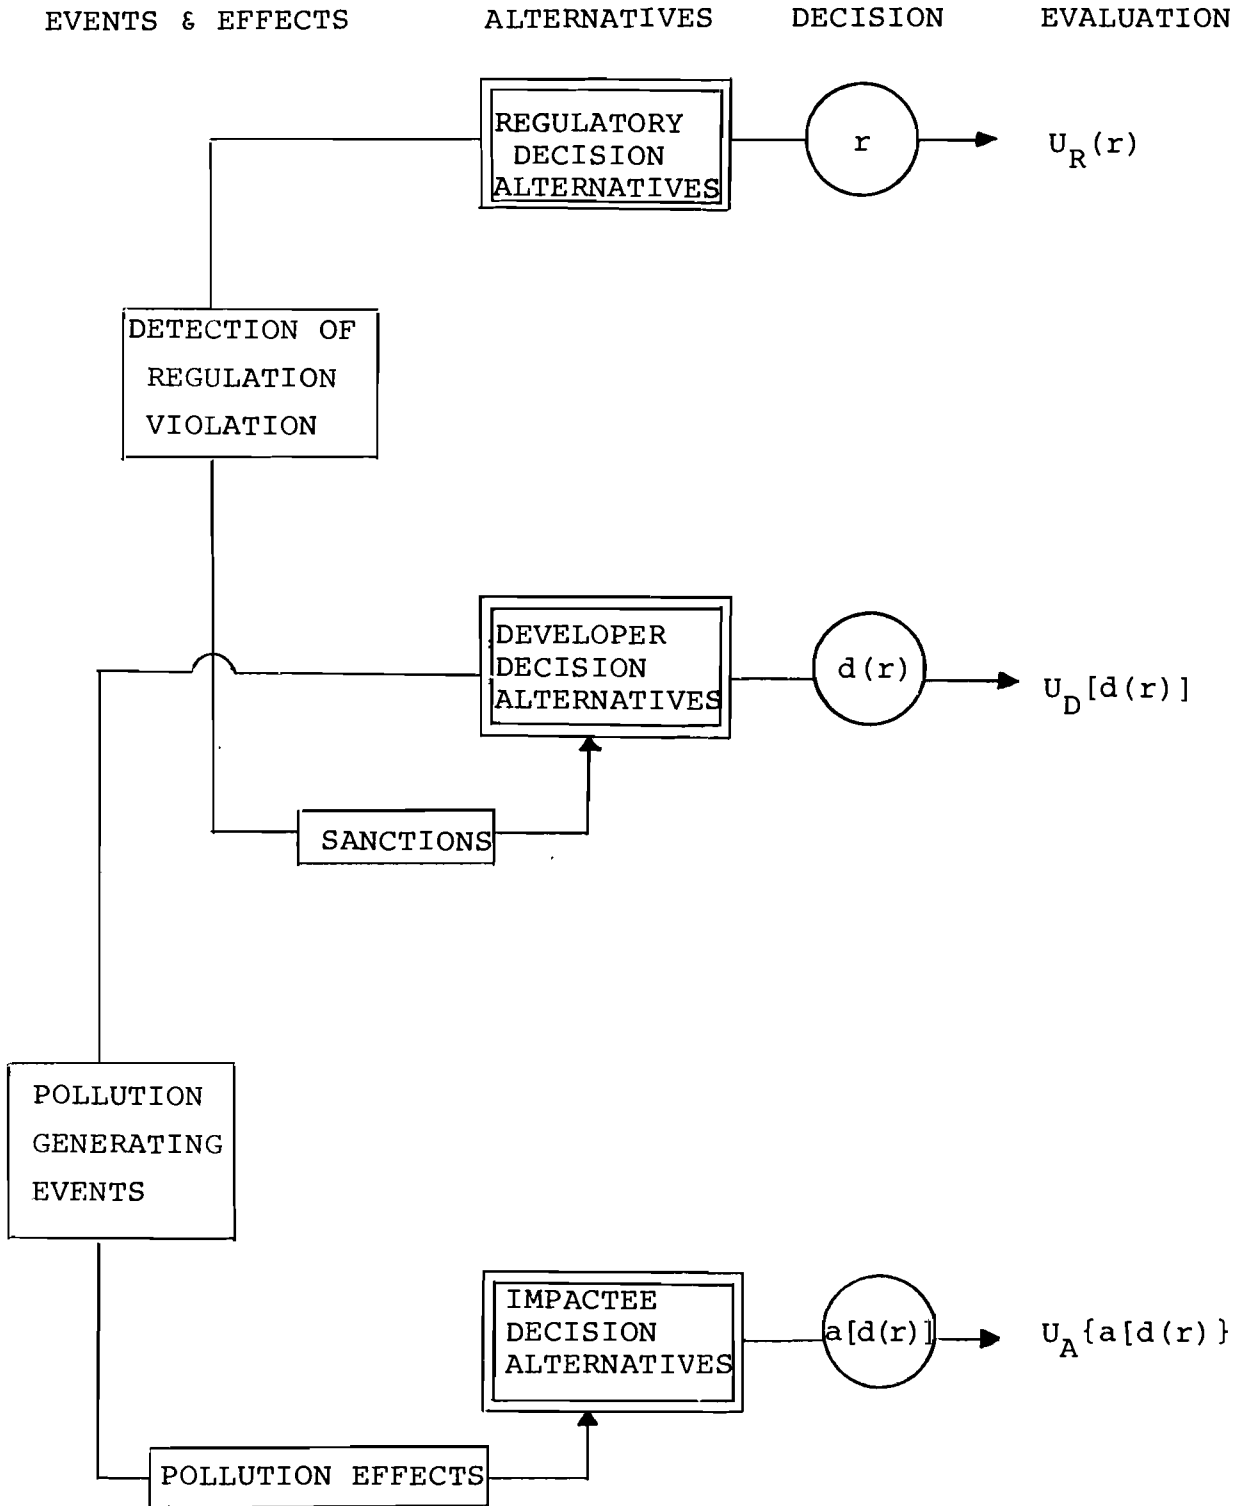 EVENTS & EFFECTS ALTERNATIVES DECISION EVALUATION
REGULATORY
DECISION
ALTERNATIVES
r
U_R(r)
DETECTION OF
REGULATION
VIOLATION
DEVELOPER
DECISION
ALTERNATIVES
d(r)
U_D[d(r)]
SANCTIONS
POLLUTION
GENERATING
EVENTS
IMPACTEE
DECISION
ALTERNATIVES
a[d(r)]
U_A{a[d(r)}
POLLUTION EFFECTS